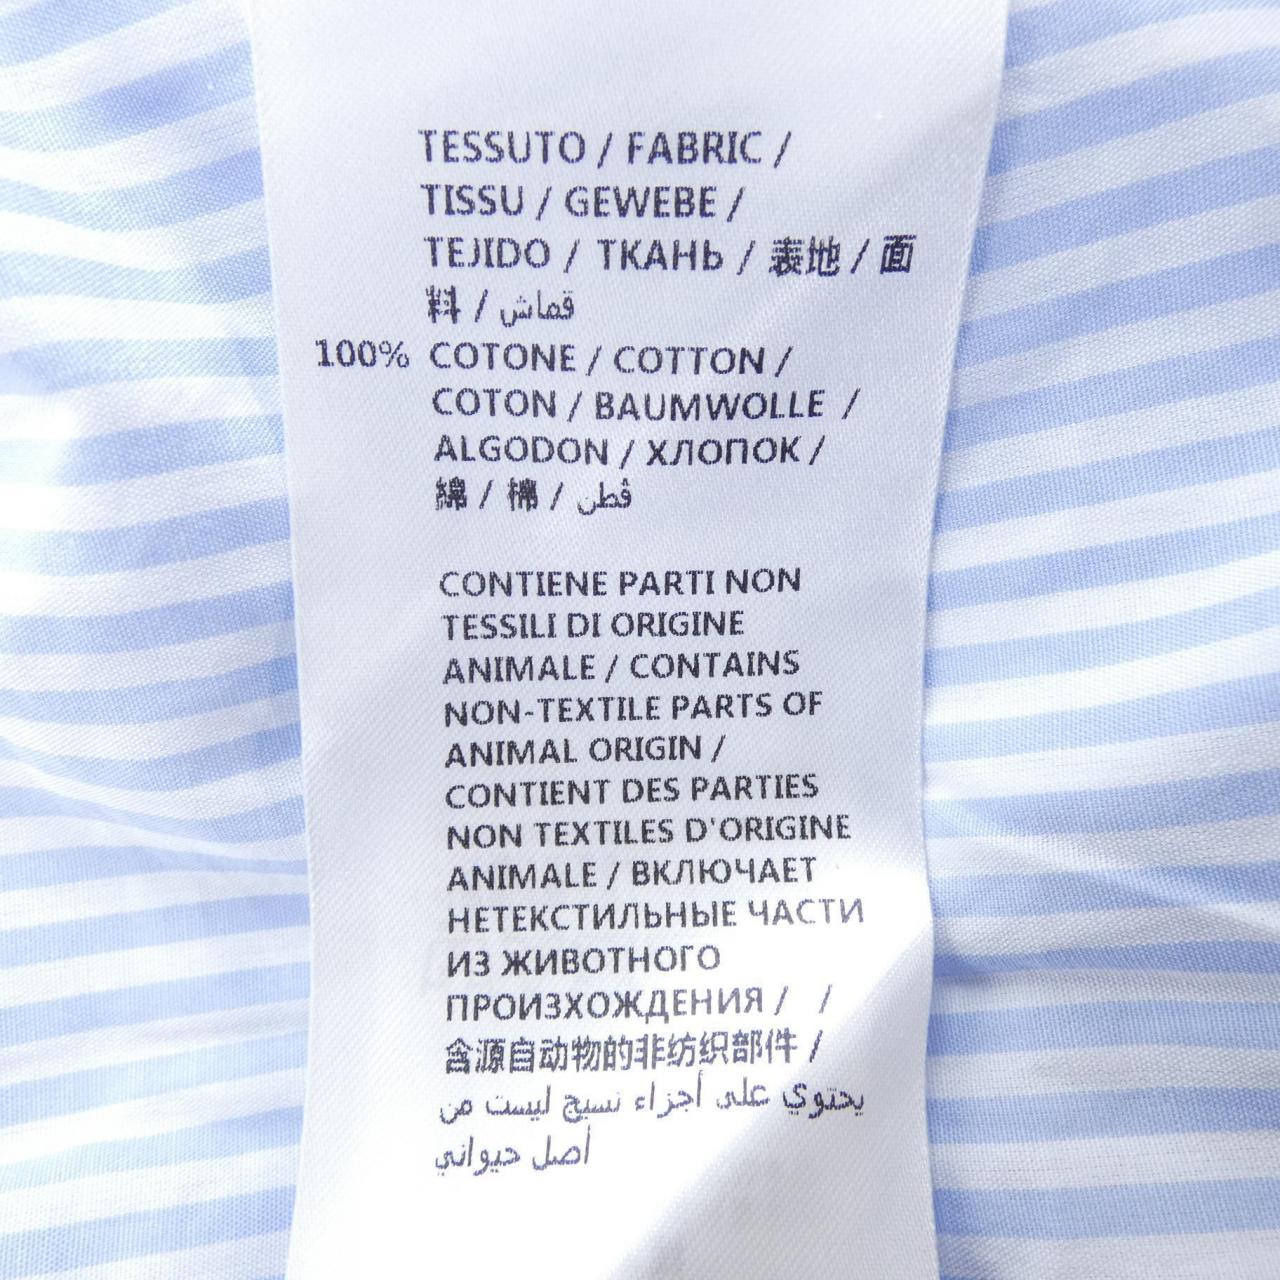 TESSUTO / FABRIC /
TISSU / GEWEBE /
TEJIDO / ТКАНЬ / 表地 / 面
料 / قماش
100% COTONE / COTTON /
COTON / BAUMWOLLE /
ALGODON / ХЛОПОК /
綿 / 棉 / قطن
CONTIENE PARTI NON
TESSILI DI ORIGINE
ANIMALE / CONTAINS
NON-TEXTILE PARTS OF
ANIMAL ORIGIN /
CONTIENT DES PARTIES
NON TEXTILES D'ORIGINE
ANIMALE / ВКЛЮЧАЕТ
НЕТЕКСТИЛЬНЫЕ ЧАСТИ
ИЗ ЖИВОТНОГО
ПРОИЗХОЖДЕНИЯ / /
含源自动物的非纺织部件 /
يحتوي على أجزاء نسيج ليست من
أصل حيواني